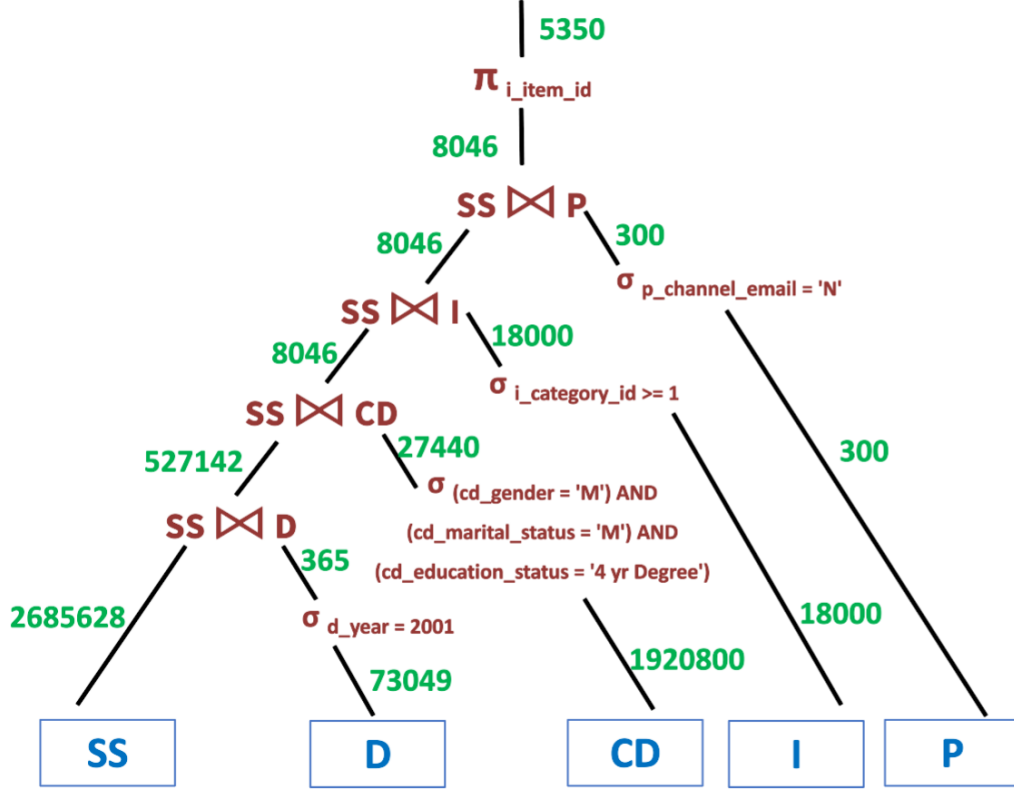 5350
π i_item_id
8046
SS ⋈ P
8046
300
σ p_channel_email = 'N'
SS ⋈ I
8046
18000
σ i_category_id >= 1
SS ⋈ CD
527142
27440
300
σ (cd_gender = 'M') AND
(cd_marital_status = 'M') AND
(cd_education_status = '4 yr Degree')
SS ⋈ D
365
2685628
σ d_year = 2001
18000
73049
1920800
SS
D
CD
I
P